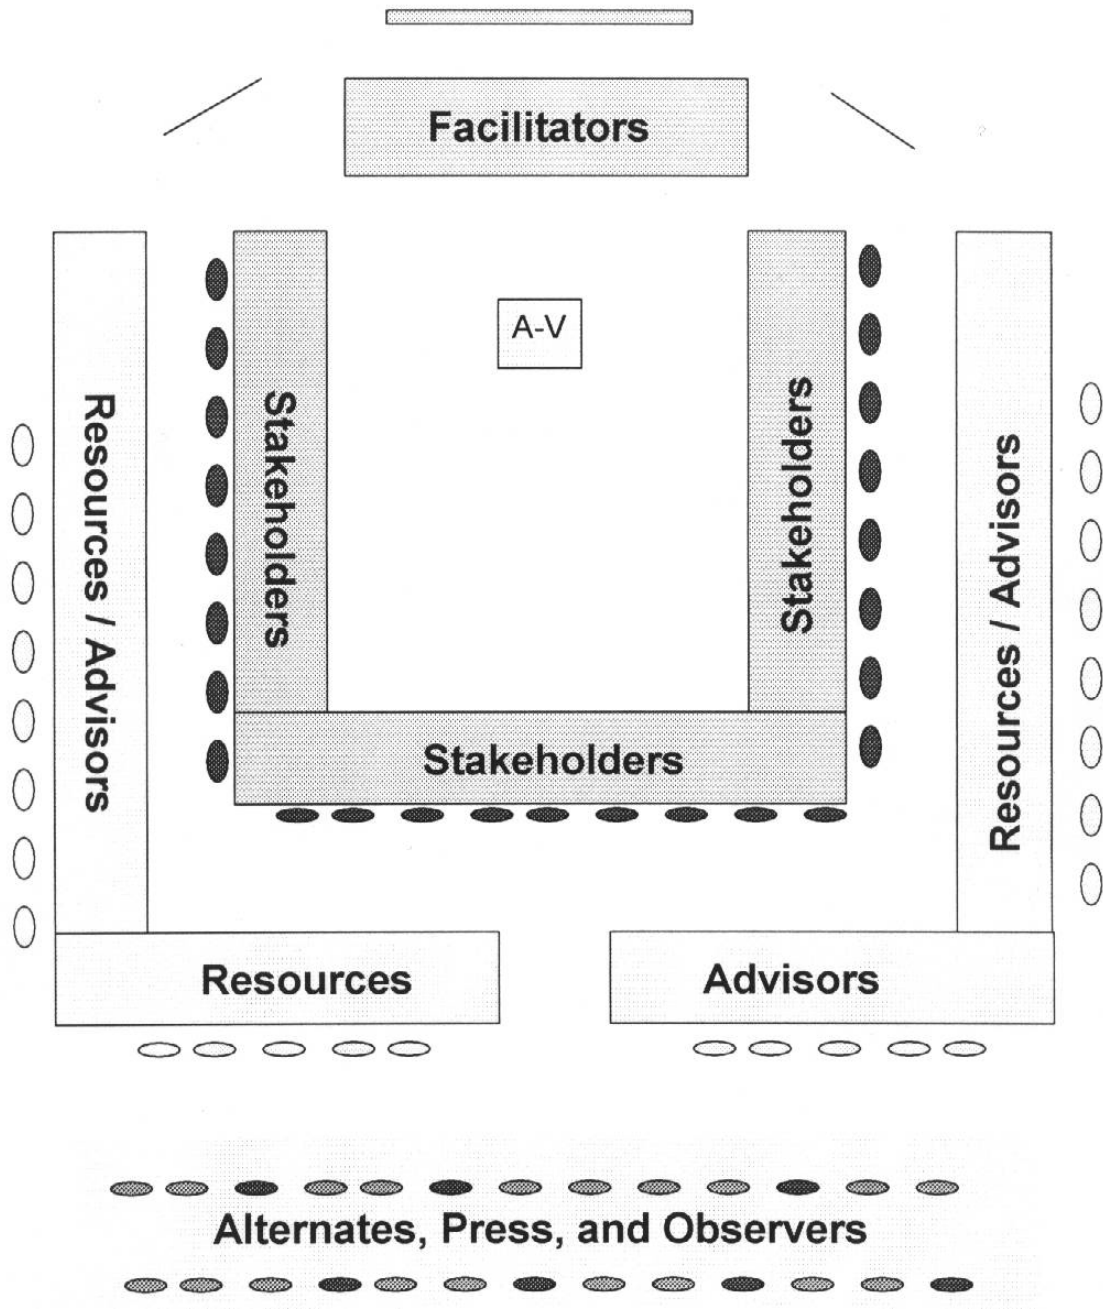 Facilitators
A-V
Resources / Advisors
Stakeholders
Stakeholders
Resources / Advisors
Stakeholders
Resources
Advisors
Alternates, Press, and Observers